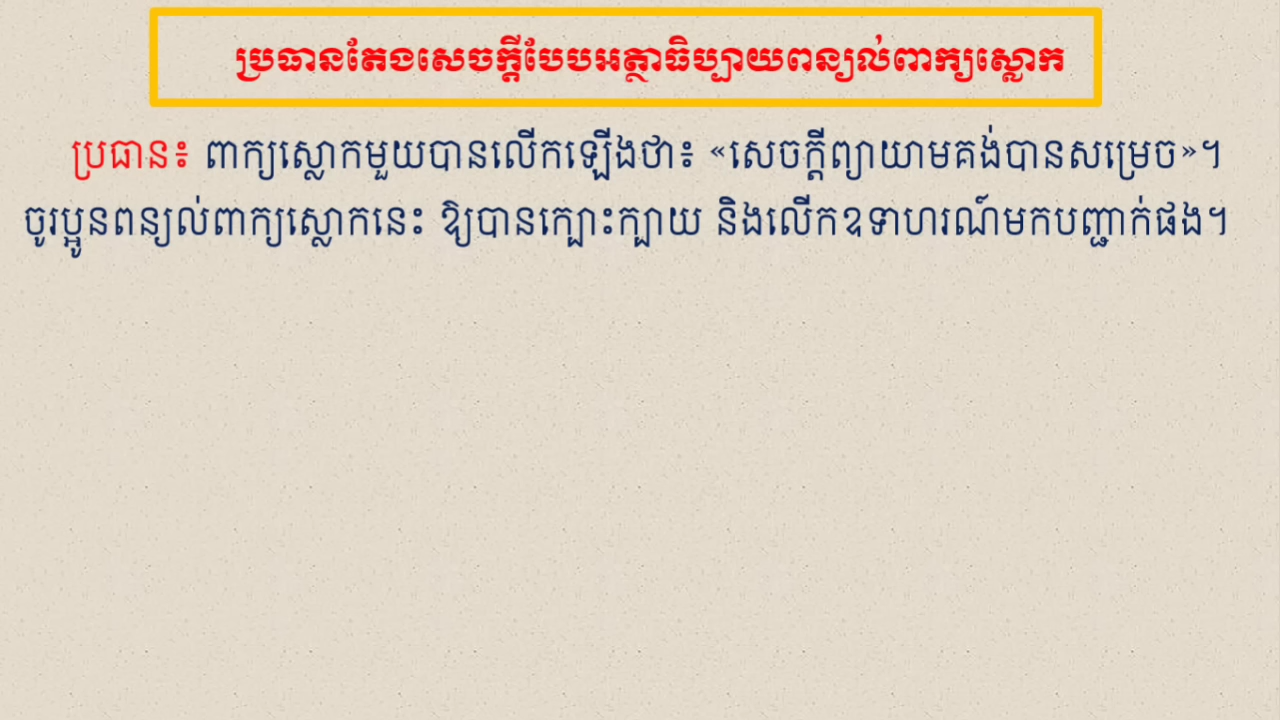 ប្រធានតែងសេចក្ដីបែបអត្ថាធិប្បាយពន្យល់ពាក្យស្លោក
ប្រធាន៖ ពាក្យស្លោកមួយបានលើកឡើងថា៖ «សេចក្ដីព្យាយាមគង់បានសម្រេច»។
ចូរប្អូនពន្យល់ពាក្យស្លោកនេះ ឱ្យបានក្បោះក្បាយ និងលើកឧទាហរណ៍មកបញ្ជាក់ផង។